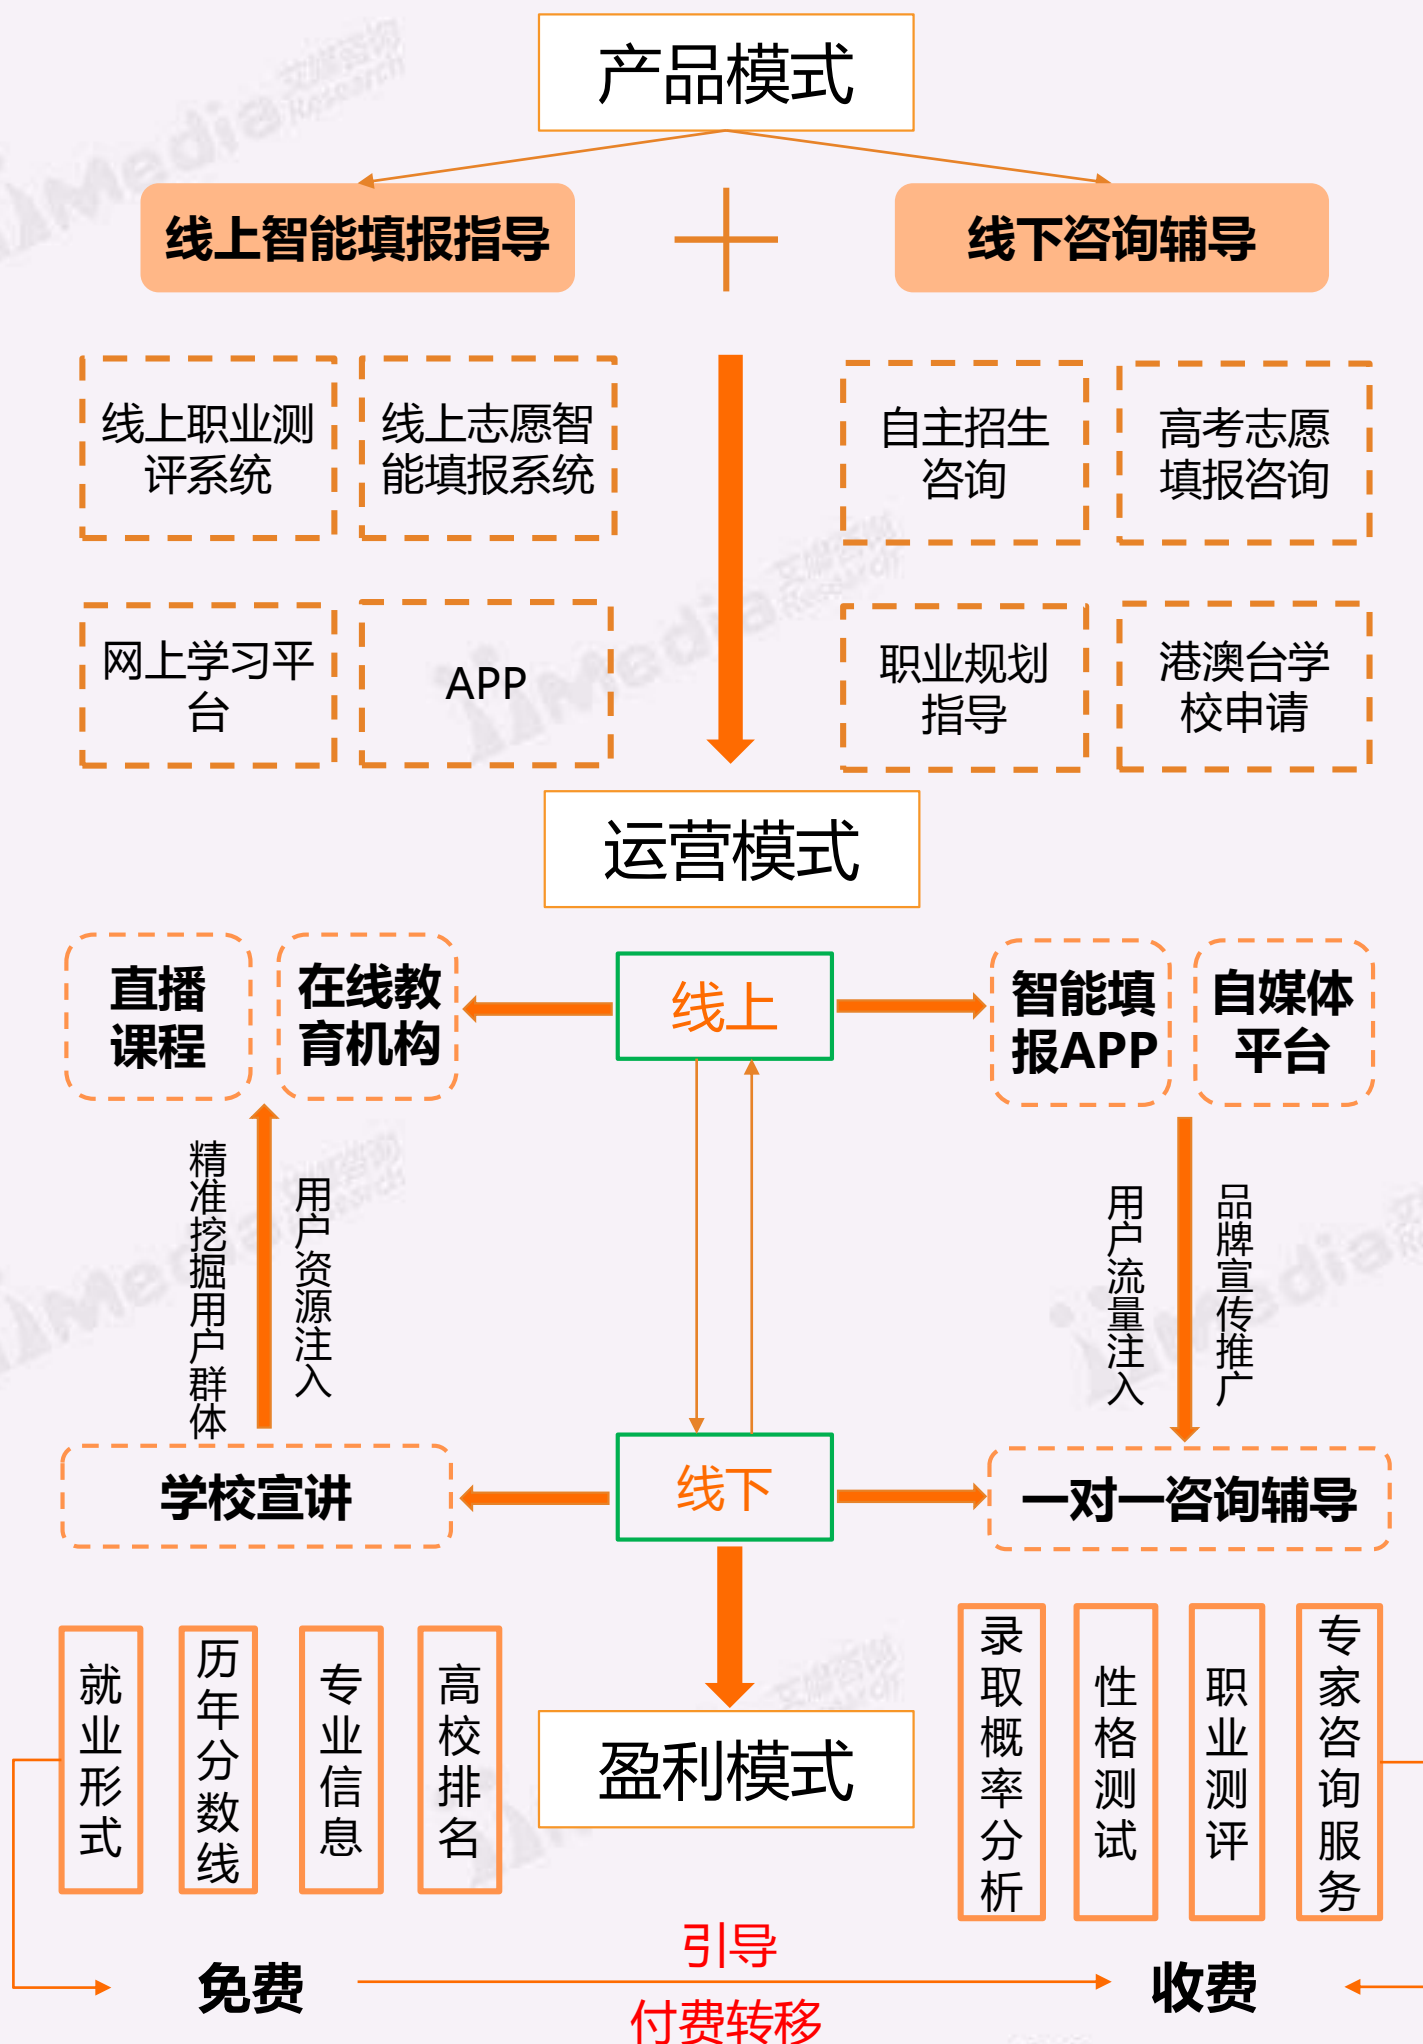 产品模式
线上智能填报指导
线下咨询辅导
线上职业测
评系统
线上志愿智
能填报系统
自主招生
咨询
高考志愿
填报咨询
网上学习平
台
APP
职业规划
指导
港澳台学
校申请
运营模式
直播
课程
在线教
育机构
线上
智能填
报APP
自媒体
平台
精准挖掘用户群体
用户资源注入
用户流量注入
品牌宣传推广
学校宣讲
线下
一对一咨询辅导
就业形式
历年分数线
专业信息
高校排名
盈利模式
录取概率分析
性格测试
职业测评
专家咨询服务
免费
引导
付费转移
收费
iiMedia Research
艾媒咨询